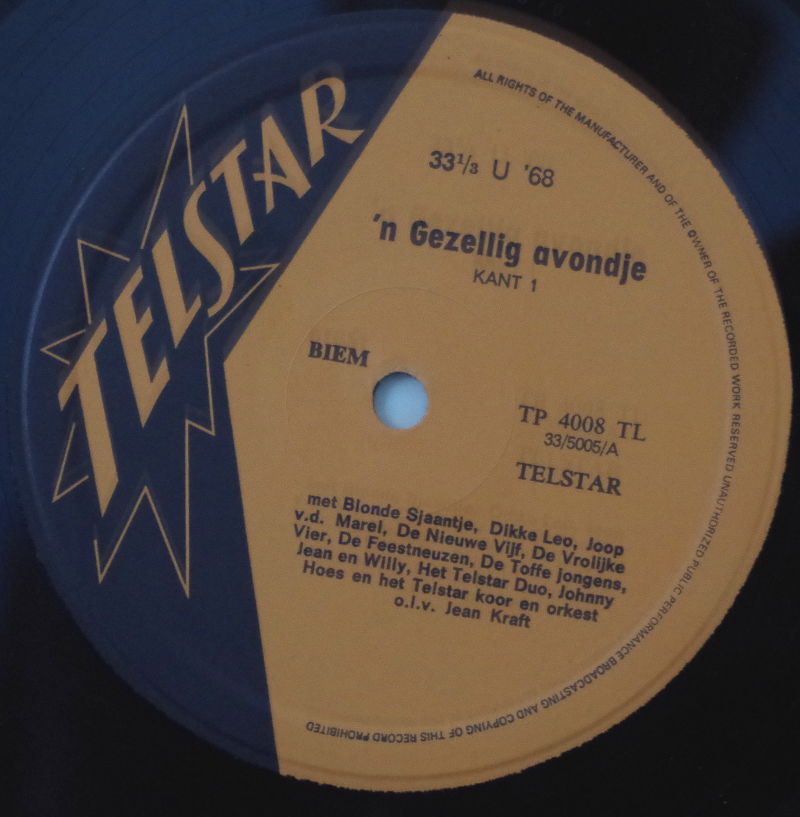 TELSTAR
ALL RIGHTS OF THE MANUFACTURER AND OF THE OWNER OF THE RECORDED WORK RESERVED UNAUTHORIZED PUBLIC PERFORMANCE BROADCASTING AND COPYING OF THIS RECORD PROHIBITED
33⅓ U '68
'n Gezellig avondje
KANT 1
BIEM
TP 4008 TL
33/5005/A
TELSTAR
met Blonde Sjaantje, Dikke Leo, Joop
v.d. Marel, De Nieuwe Vijf, De Vrolijke
Vier, De Feestneuzen, De Toffe Jongens,
Jean en Willy, Het Telstar Duo, Johnny
Hoes en het Telstar koor en orkest
o.l.v. Jean Kraft